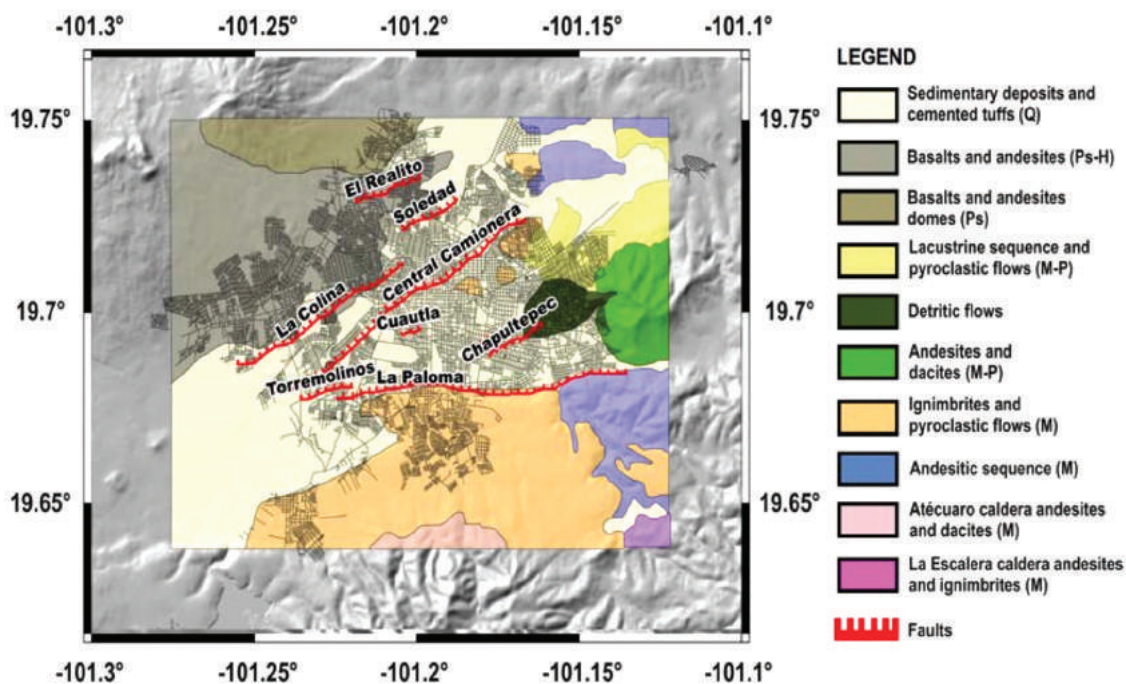 -101.3° -101.25° -101.2° -101.15° -101.1°
19.75° 19.75°
19.7° 19.7°
19.65° 19.65°
El Realito
Soledad
Central Camionera
La Colina
Cuautla
Chapultepec
Torremolinos
La Paloma
-101.3° -101.25° -101.2° -101.15° -101.1°
LEGEND
Sedimentary deposits and
cemented tuffs (Q)
Basalts and andesites (Ps-H)
Basalts and andesites
domes (Ps)
Lacustrine sequence and
pyroclastic flows (M-P)
Detritic flows
Andesites and
dacites (M-P)
Ignimbrites and
pyroclastic flows (M)
Andesitic sequence (M)
Atécuaro caldera andesites
and dacites (M)
La Escalera caldera andesites
and ignimbrites (M)
Faults